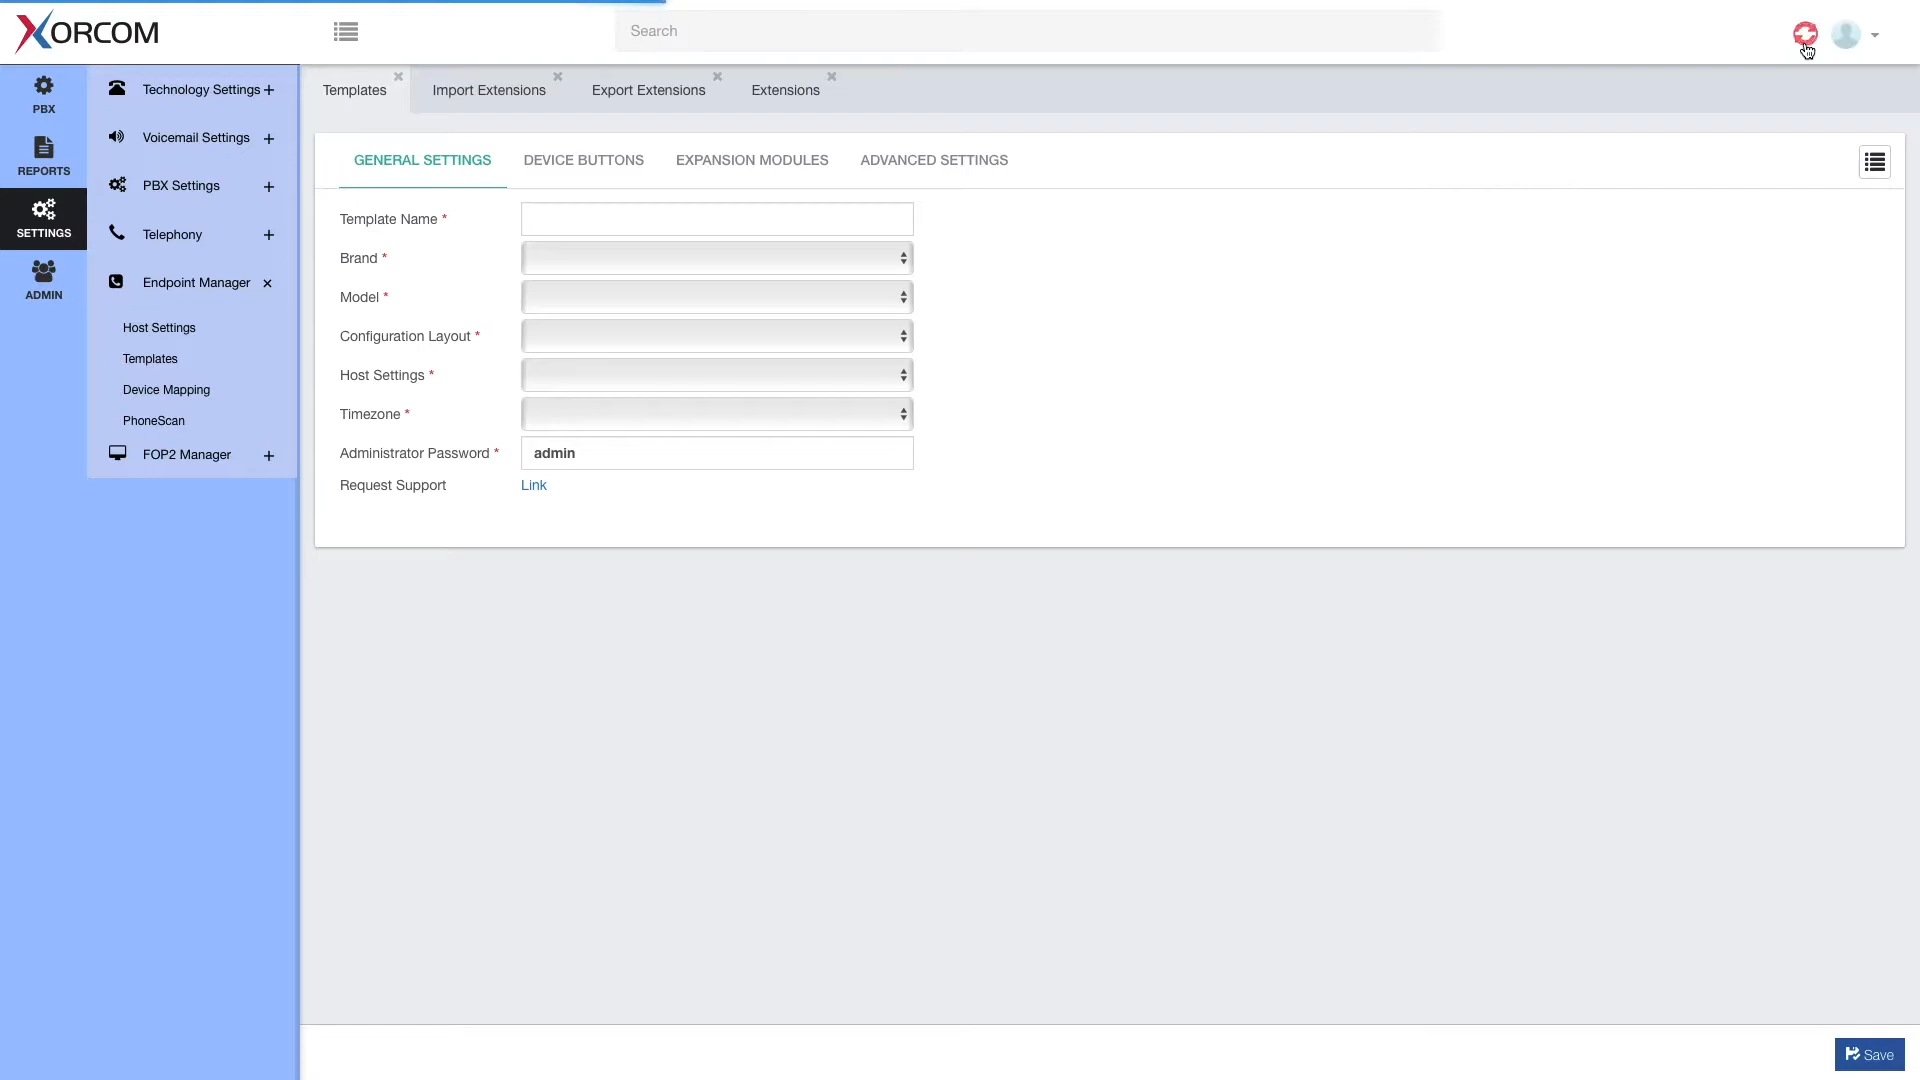 XORCOM
Search
PBX
REPORTS
SETTINGS
ADMIN
Technology Settings
Voicemail Settings
PBX Settings
Telephony
Endpoint Manager
Host Settings
Templates
Device Mapping
PhoneScan
FOP2 Manager
Templates
Import Extensions
Export Extensions
Extensions
GENERAL SETTINGS
DEVICE BUTTONS
EXPANSION MODULES
ADVANCED SETTINGS
Template Name *
Brand *
Model *
Configuration Layout *
Host Settings *
Timezone *
Administrator Password * admin
Request Support Link
Save